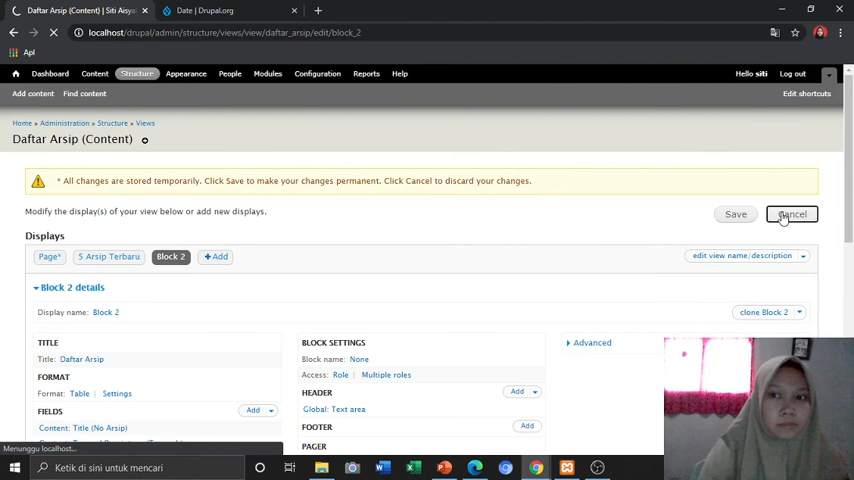 Daftar Arsip (Content) | Siti Aisya
Date | Drupal.org
localhost/drupal/admin/structure/views/view/daftar_arsip/edit/block_2
Apl
Dashboard Content Structure Appearance People Modules Configuration Reports Help Hello siti Log out
Add content Find content Edit shortcuts
Home » Administration » Structure » Views
Daftar Arsip (Content)
* All changes are stored temporarily. Click Save to make your changes permanent. Click Cancel to discard your changes.
Modify the display(s) of your view below or add new displays.
Save Cancel
Displays
Page* 5 Arsip Terbaru Block 2 +Add edit view name/description
Block 2 details
Display name: Block 2 clone Block 2
TITLE BLOCK SETTINGS Advanced
Title: Daftar Arsip Block name: None
FORMAT Access: Role | Multiple roles
Format: Table | Settings HEADER Add
FIELDS Add Global: Text area
Content: Title (No Arsip) FOOTER Add
PAGER
Menunggu localhost...
Ketik di sini untuk mencari